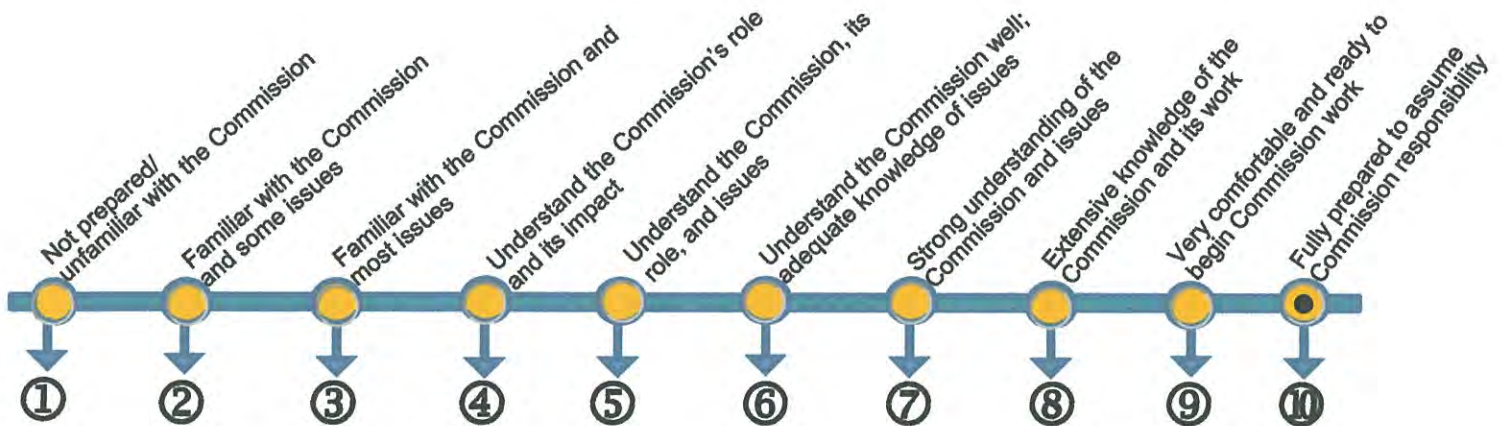 Not prepared/
unfamiliar with the Commission
Familiar with the Commission
and some issues
Familiar with the Commission and
most issues
Understand the Commission's role
and its impact
Understand the Commission, its
role, and issues
Understand the Commission well;
adequate knowledge of issues
Strong understanding of the
Commission and issues
Extensive knowledge of the
Commission and its work
Very comfortable and ready to
begin Commission work
Fully prepared to assume
Commission responsibility
①
②
③
④
⑤
⑥
⑦
⑧
⑨
⑩